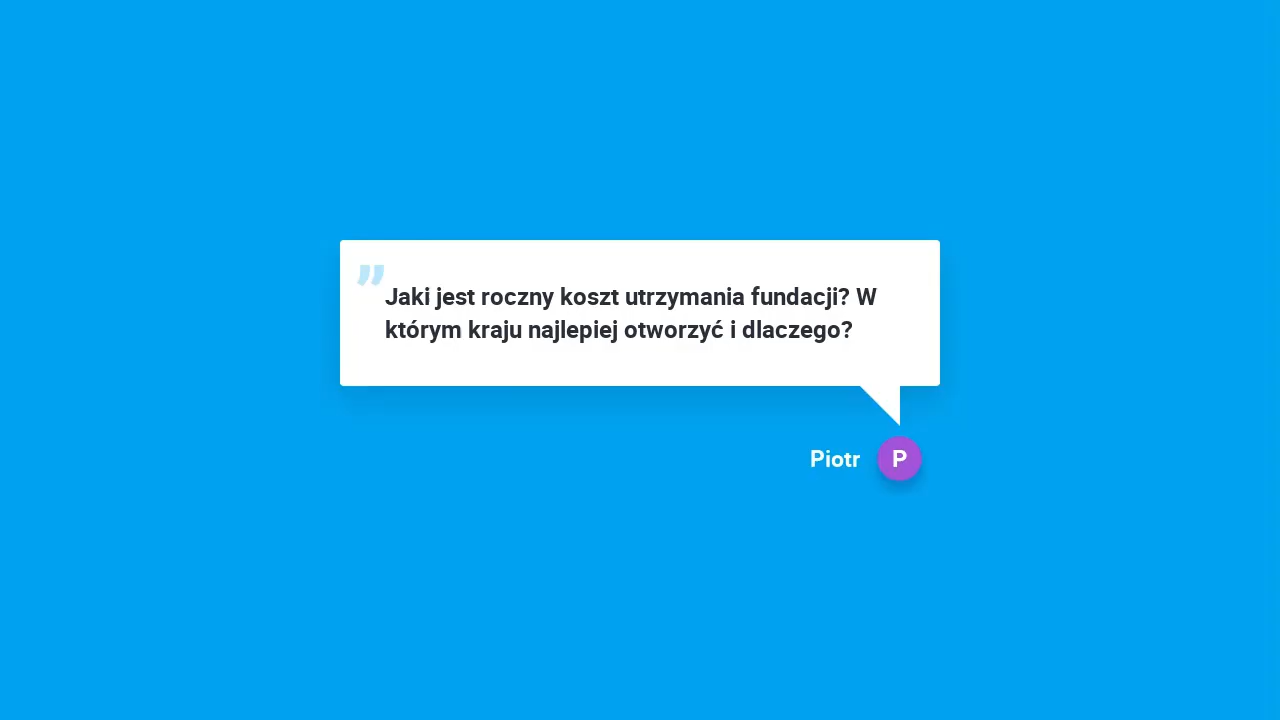 ”
Jaki jest roczny koszt utrzymania fundacji? W
którym kraju najlepiej otworzyć i dlaczego?
Piotr P